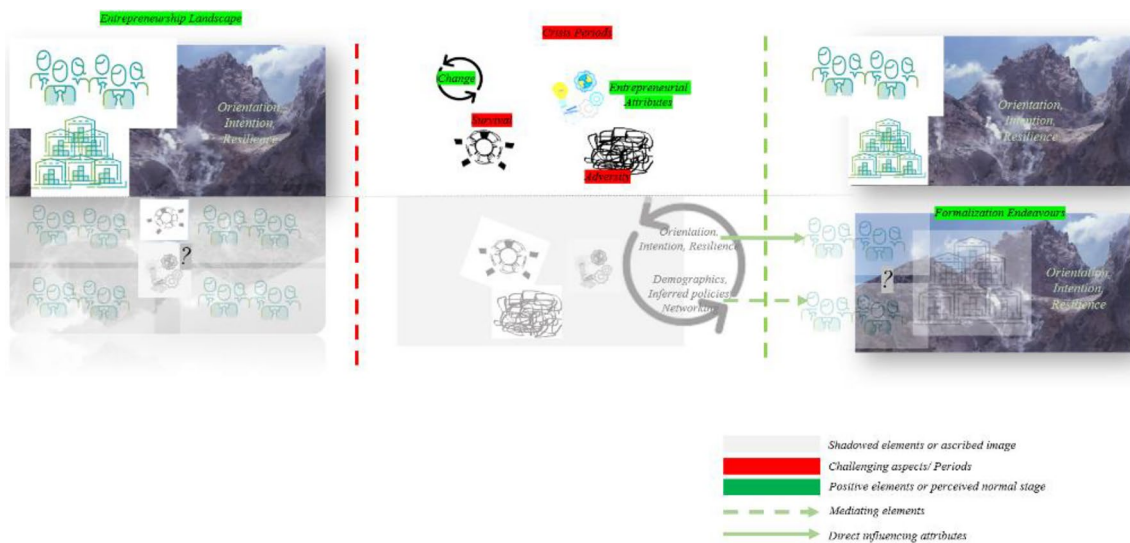 Entrepreneurship Landscape
Orientation,
Intention,
Resilience
?
Crisis Periods
Change
Survival
Entrepreneurial
Attributes
Adversity
Orientation,
Intention, Resilience
Demographics,
Inferred policies
Networking
Orientation,
Intention,
Resilience
Formalization Endeavours
?
Orientation,
Intention,
Resilience
Shadowed elements or ascribed image
Challenging aspects/ Periods
Positive elements or perceived normal stage
Mediating elements
Direct influencing attributes